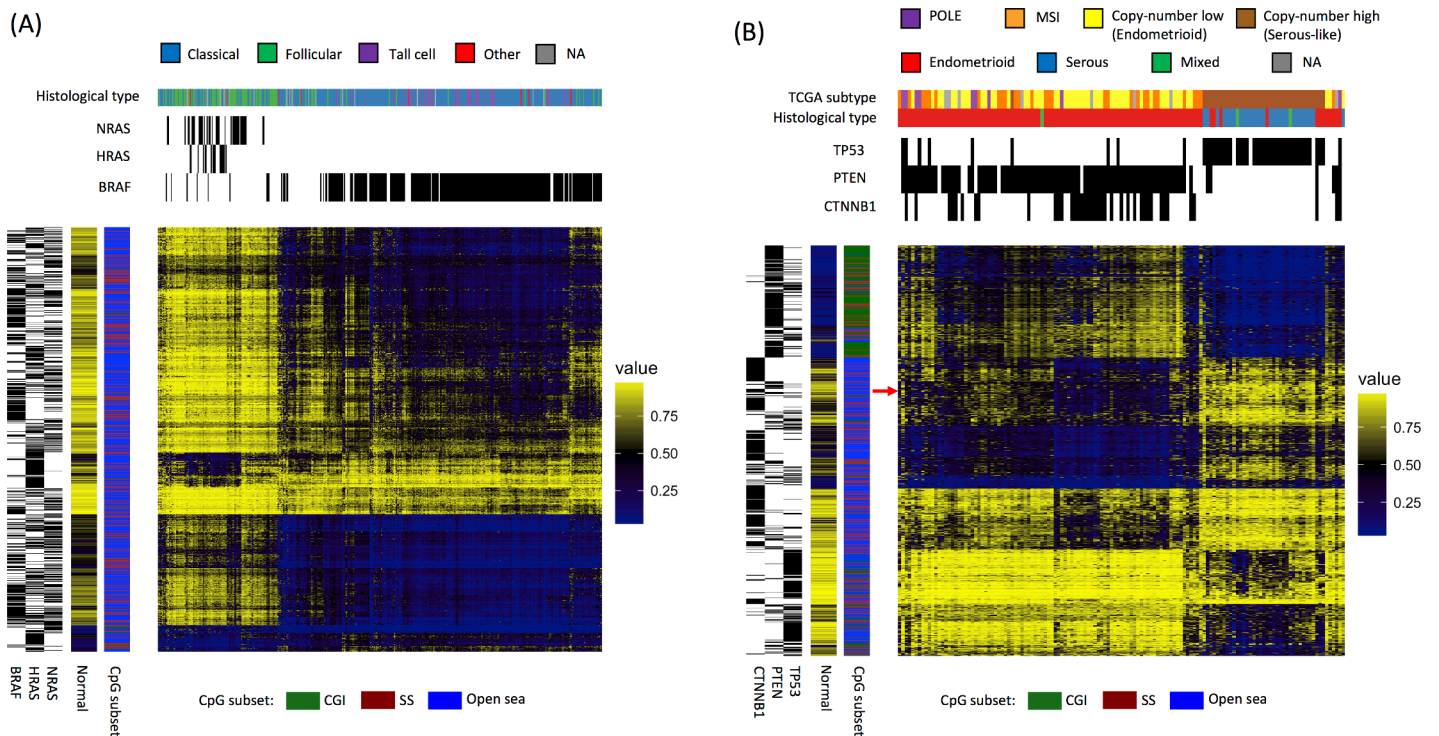 (A)
Classical
Follicular
Tall cell
Other
NA
Histological type
NRAS
HRAS
BRAF
value
0.75
0.50
0.25
BRAF
HRAS
NRAS
Normal
CpG subset
CpG subset:
CGI
SS
Open sea
(B)
POLE
MSI
Copy-number low
(Endometrioid)
Copy-number high
(Serous-like)
Endometrioid
Serous
Mixed
NA
TCGA subtype
Histological type
TP53
PTEN
CTNNB1
value
0.75
0.50
0.25
CTNNB1
PTEN
TP53
Normal
CpG subset
CpG subset:
CGI
SS
Open sea